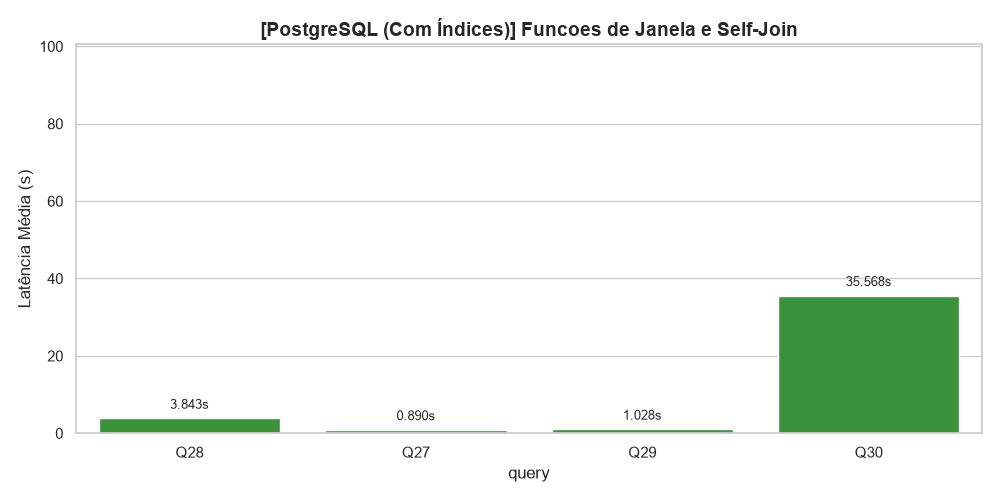 [PostgreSQL (Com Índices)] Funcoes de Janela e Self-Join
100
80
60
40
20
0
Latência Média (s)
3.843s
0.890s
1.028s
35.568s
Q28
Q27
Q29
Q30
query